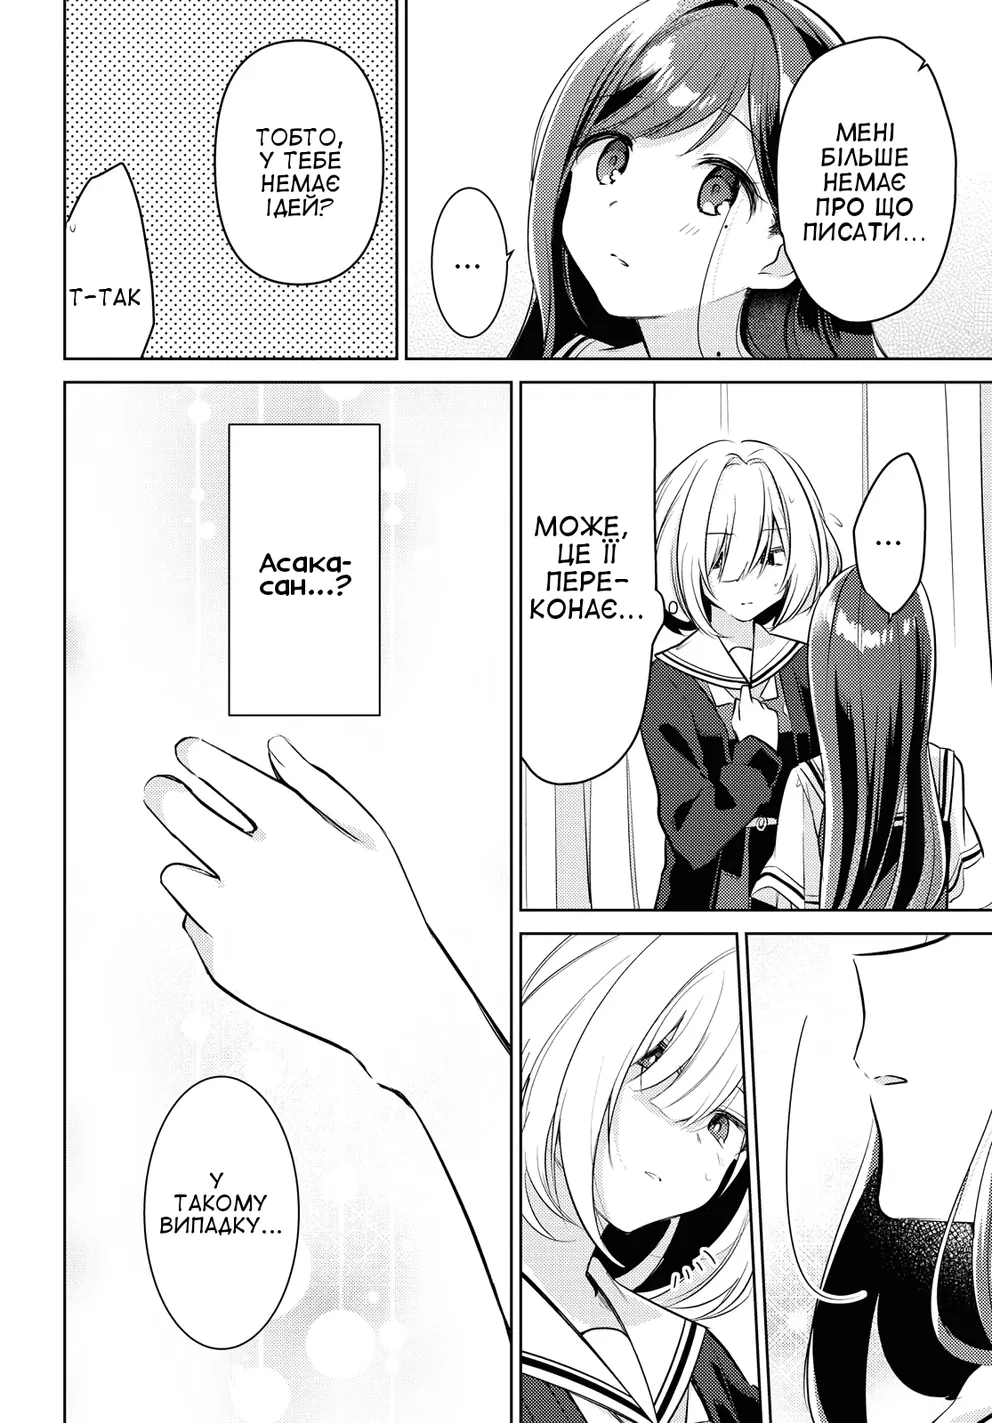 МЕНІ
БІЛЬШЕ
НЕМАЄ
ПРО ЩО
ПИСАТИ...
...
ТОБТО,
У ТЕБЕ
НЕМАЄ
ІДЕЙ?
Т-ТАК
...
МОЖЕ,
ЦЕ ЇЇ
ПЕРЕ-
КОНАЄ...
Асака-
сан...?
У
ТАКОМУ
ВИПАДКУ...